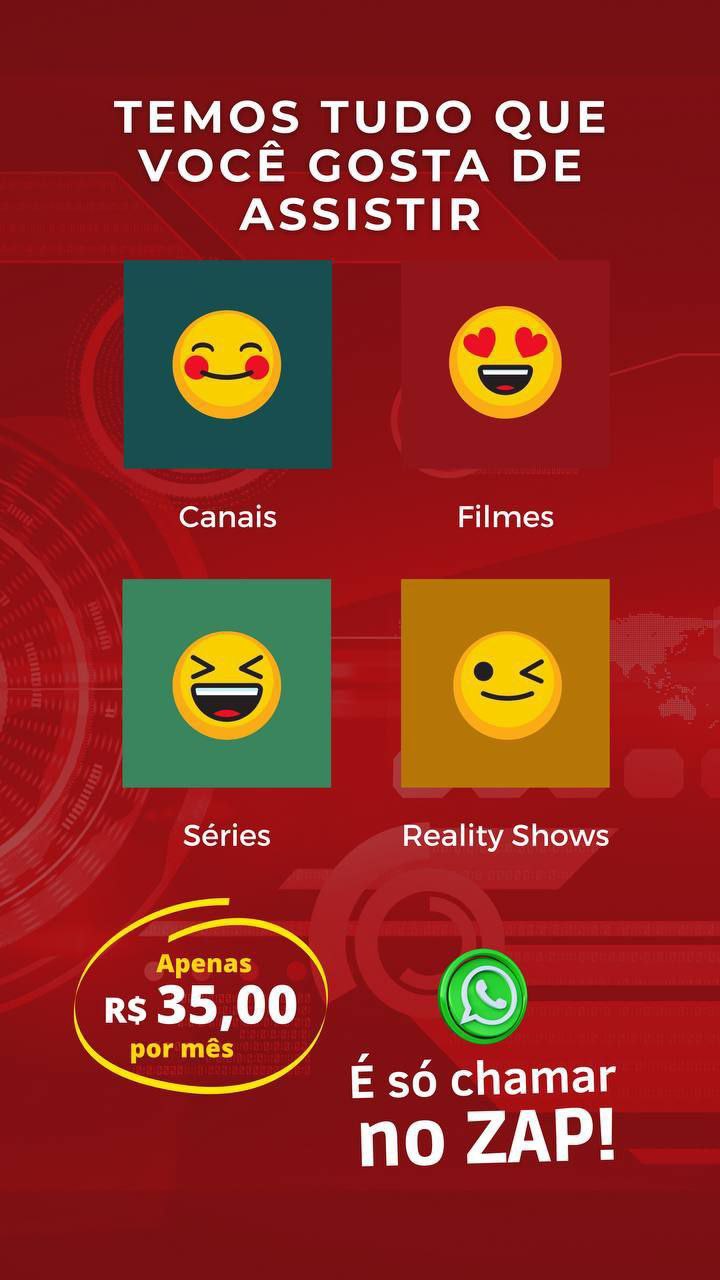 TEMOS TUDO QUE
VOCÊ GOSTA DE
ASSISTIR
Canais
Filmes
Séries
Reality Shows
Apenas
R$ 35,00
por mês
É só chamar
no ZAP!